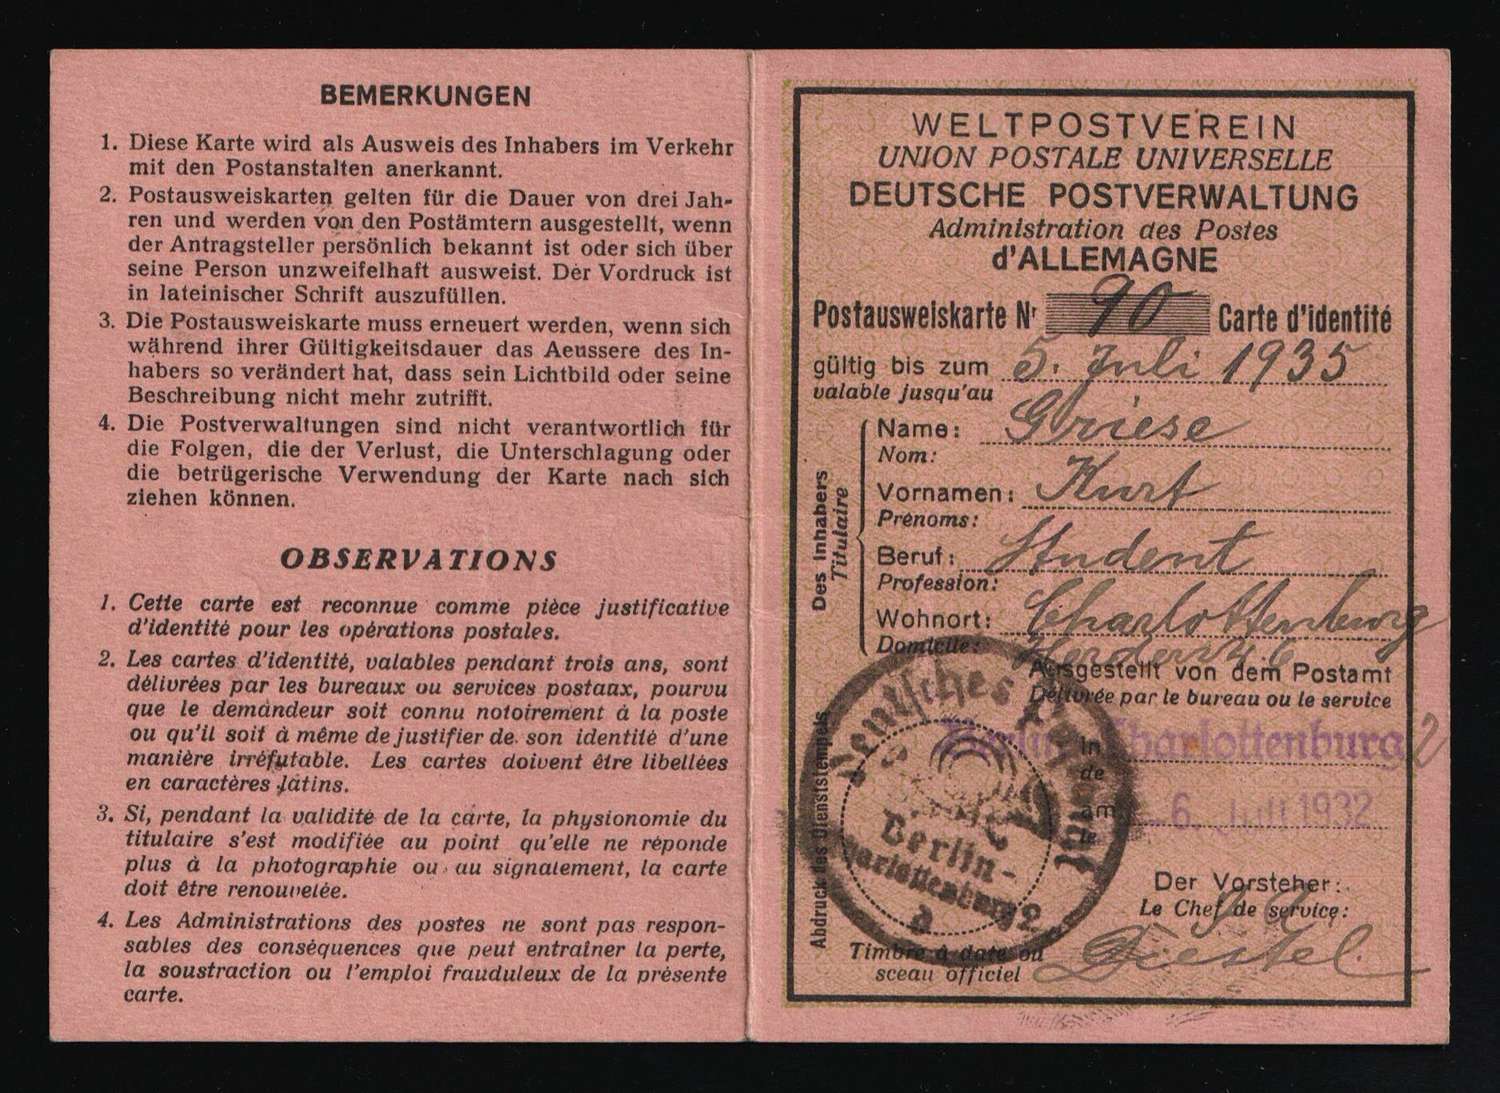 BEMERKUNGEN
1. Diese Karte wird als Ausweis des Inhabers im Verkehr
mit den Postanstalten anerkannt.
2. Postausweiskarten gelten für die Dauer von drei Jah-
ren und werden von den Postämtern ausgestellt, wenn
der Antragsteller persönlich bekannt ist oder sich über
seine Person unzweifelhaft ausweist. Der Vordruck ist
in lateinischer Schrift auszufüllen.
3. Die Postausweiskarte muss erneuert werden, wenn sich
während ihrer Gültigkeitsdauer das Aeussere des In-
habers so verändert hat, dass sein Lichtbild oder seine
Beschreibung nicht mehr zutrifft.
4. Die Postverwaltungen sind nicht verantwortlich für
die Folgen, die der Verlust, die Unterschlagung oder
die betrügerische Verwendung der Karte nach sich
ziehen können.
OBSERVATIONS
1. Cette carte est reconnue comme pièce justificative
d'identité pour les opérations postales.
2. Les cartes d'identité, valables pendant trois ans, sont
délivrées par les bureaux ou services postaux, pourvu
que le demandeur soit connu notoirement à la poste
ou qu'il soit à même de justifier de son identité d'une
manière irréfutable. Les cartes doivent être libellées
en caractères latins.
3. Si, pendant la validité de la carte, la physionomie du
titulaire s'est modifiée au point qu'elle ne réponde
plus à la photographie ou au signalement, la carte
doit être renouvelée.
4. Les Administrations des postes ne sont pas respon-
sables des conséquences que peut entraîner la perte,
la soustraction ou l'emploi frauduleux de la présente
carte.
WELTPOSTVEREIN
UNION POSTALE UNIVERSELLE
DEUTSCHE POSTVERWALTUNG
Administration des Postes
d'ALLEMAGNE
Postausweiskarte Nr 90 Carte d'identité
gültig bis zum 5. Juli 1935
valable jusqu'au
Des Inhabers
Titulaire
Name: Griese
Nom:
Vornamen: Kurt
Prénoms:
Beruf: Student
Profession:
Wohnort: Charlottenburg
Domicile: Herderstr. 6
Ausgestellt von dem Postamt
Délivrée par le bureau ou le service
in Berlin-Charlottenburg 2
de
am 6. Juli 1932
le
Abdruck des Dienststempels
Deutsches
Berlin-
Charlottenburg 2
Timbre à date ou
sceau officiel
Der Vorsteher:
Le Chef de service:
Diestel